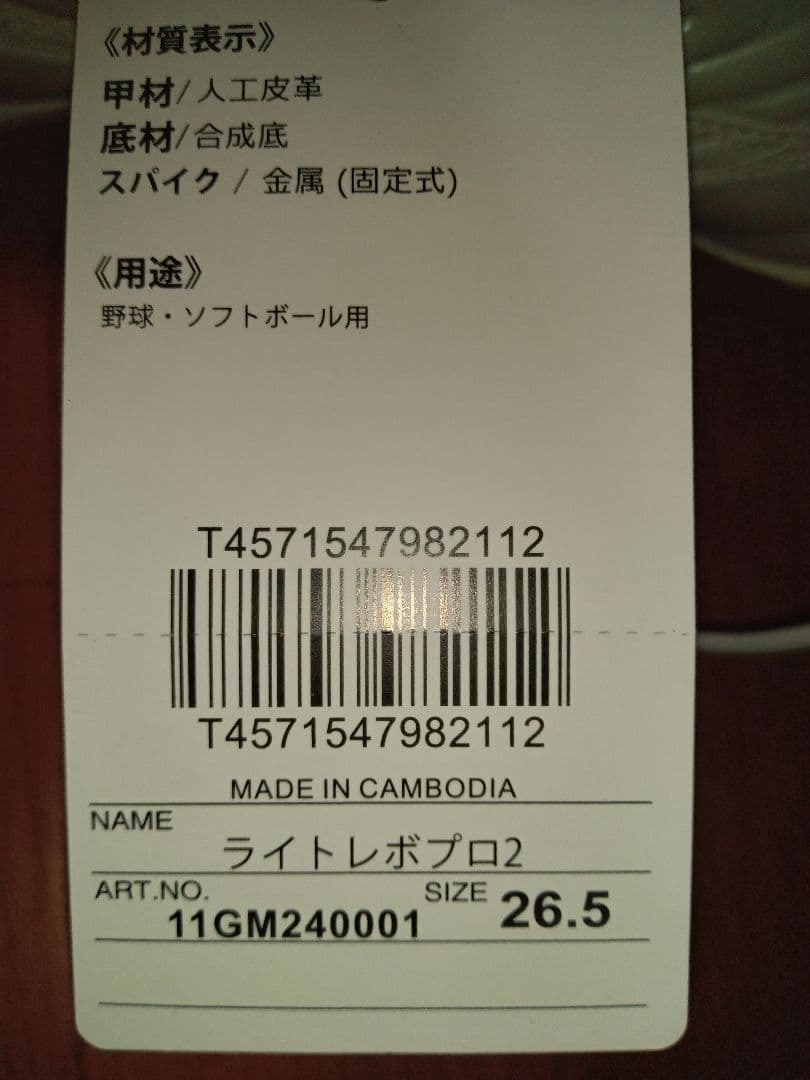 《材質表示》
甲材/人工皮革
底材/合成底
スパイク / 金属 (固定式)
《用途》
野球・ソフトボール用
T4571547982112
T4571547982112
MADE IN CAMBODIA
NAME
ライトレボプロ2
ART.NO. 11GM240001 SIZE 26.5